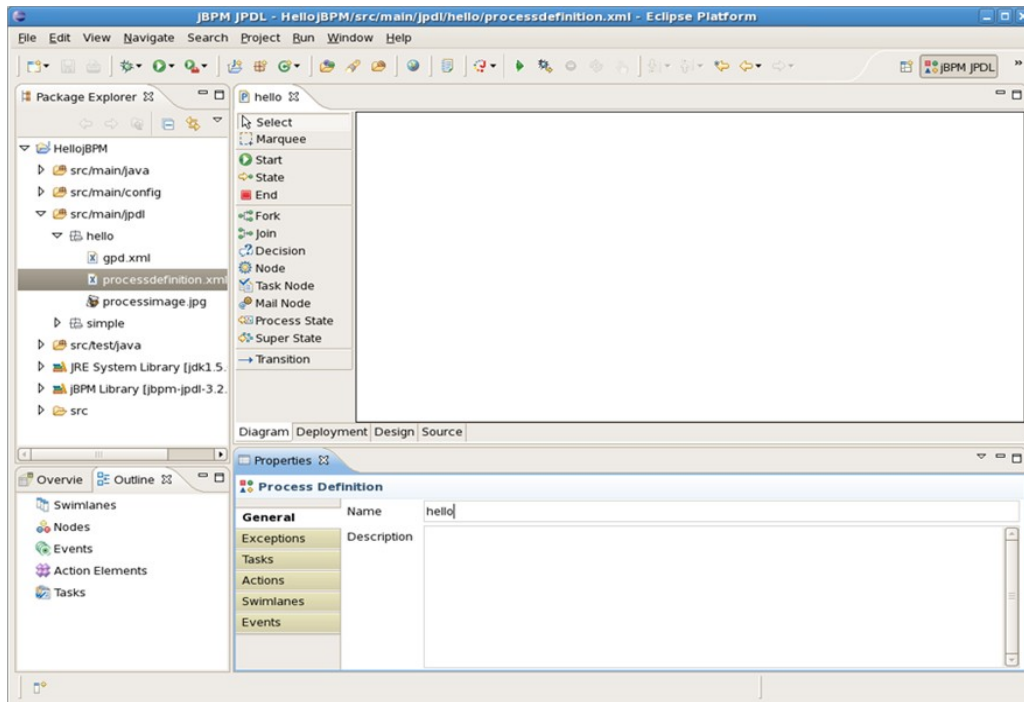 jBPM JPDL - HellojBPM/src/main/jpdl/hello/processdefinition.xml - Eclipse Platform
File Edit View Navigate Search Project Run Window Help
jBPM JPDL
Package Explorer
HellojBPM
src/main/java
src/main/config
src/main/jpdl
hello
gpd.xml
processdefinition.xml
processimage.jpg
simple
src/test/java
JRE System Library [jdk1.5.
jBPM Library [jbpm-jpdl-3.2.
src
hello
Select
Marquee
Start
State
End
Fork
Join
Decision
Node
Task Node
Mail Node
Process State
Super State
Transition
Diagram Deployment Design Source
Overvie Outline
Swimlanes
Nodes
Events
Action Elements
Tasks
Properties
Process Definition
General
Exceptions
Tasks
Actions
Swimlanes
Events
Name hello
Description